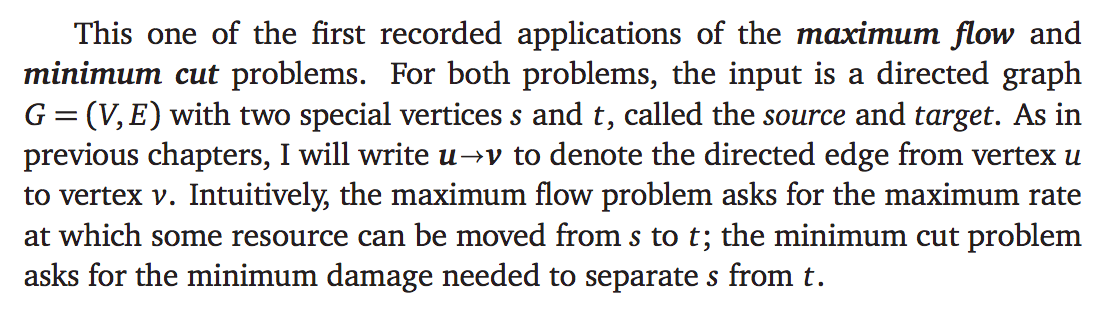 This one of the first recorded applications of the maximum flow and
minimum cut problems. For both problems, the input is a directed graph
G = (V, E) with two special vertices s and t, called the source and target. As in
previous chapters, I will write u→v to denote the directed edge from vertex u
to vertex v. Intuitively, the maximum flow problem asks for the maximum rate
at which some resource can be moved from s to t; the minimum cut problem
asks for the minimum damage needed to separate s from t.